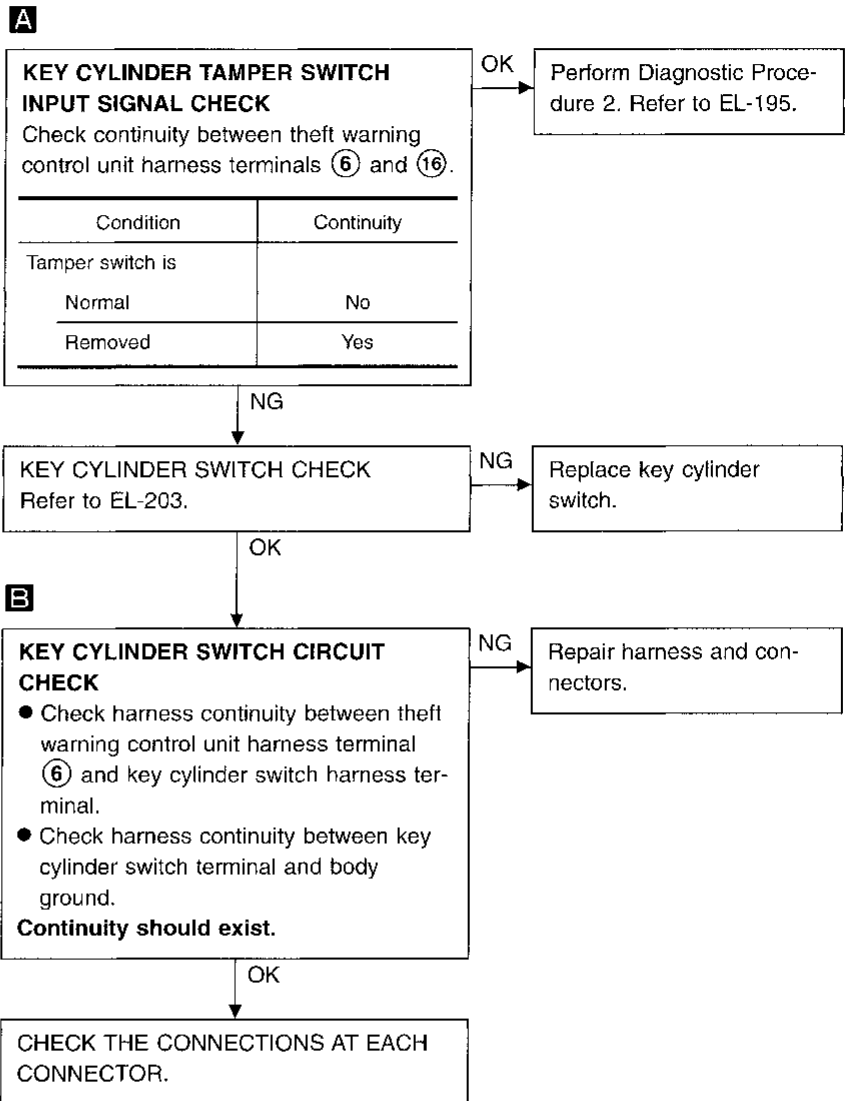 A
KEY CYLINDER TAMPER SWITCH
INPUT SIGNAL CHECK
Check continuity between theft warning
control unit harness terminals ⑥ and ⑯.
Condition Continuity
Tamper switch is
Normal No
Removed Yes
OK
Perform Diagnostic Proce-
dure 2. Refer to EL-195.
NG
KEY CYLINDER SWITCH CHECK
Refer to EL-203.
NG
Replace key cylinder
switch.
OK
B
KEY CYLINDER SWITCH CIRCUIT
CHECK
● Check harness continuity between theft
warning control unit harness terminal
⑥ and key cylinder switch harness ter-
minal.
● Check harness continuity between key
cylinder switch terminal and body
ground.
Continuity should exist.
NG
Repair harness and con-
nectors.
OK
CHECK THE CONNECTIONS AT EACH
CONNECTOR.